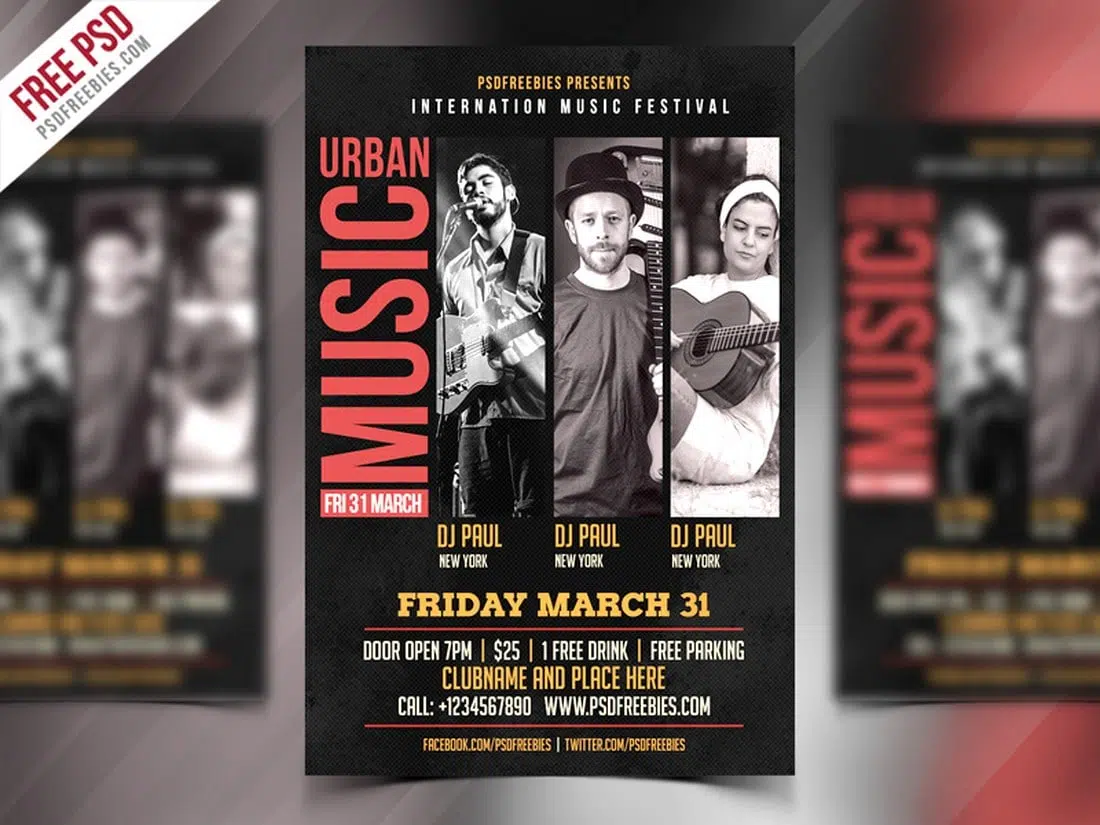 FREE PSD
PSDFREEBIES.COM
PSDFREEBIES PRESENTS
INTERNATION MUSIC FESTIVAL
URBAN
MUSIC
FRI 31 MARCH
DJ PAUL
NEW YORK
DJ PAUL
NEW YORK
DJ PAUL
NEW YORK
FRIDAY MARCH 31
DOOR OPEN 7PM | $25 | 1 FREE DRINK | FREE PARKING
CLUBNAME AND PLACE HERE
CALL: +1234567890 WWW.PSDFREEBIES.COM
FACEBOOK.COM/PSDFREEBIES | TWITTER.COM/PSDFREEBIES
MUSIC